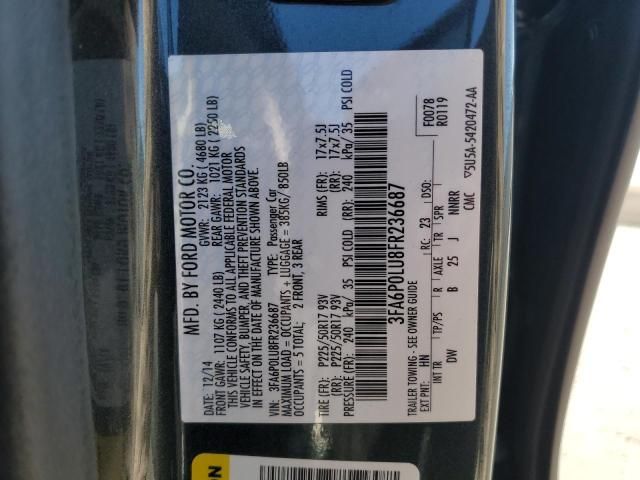 MFD. BY FORD MOTOR CO.
12/14 GVWR: 2123 KG ( 4680 LB)
FRONT GAWR: 1107 KG ( 2440 LB) REAR GAWR: 1021 KG ( 2250 LB)
THIS VEHICLE CONFORMS TO ALL APPLICABLE FEDERAL MOTOR
VEHICLE SAFETY, BUMPER, AND THEFT PREVENTION STANDARDS
IN EFFECT ON THE DATE OF MANUFACTURE SHOWN ABOVE.
VIN: 3FA6P0LU8FR236687 TYPE: Passenger Car
MAXIMUM LOAD = OCCUPANTS + LUGGAGE = 385KG/ 850LB
OCCUPANTS = 5 TOTAL: 2 FRONT, 3 REAR
TIRE (FR): P225/50R17 93V RIMS (FR): 17x7.5J
(RR): P225/50R17 93V (RR): 17x7.5J
PRESSURE (FR): 240 kPa/ 35 PSI COLD (RR): 240 kPa/ 35 PSI COLD
3FA6P0LU8FR236687
TRAILER TOWING - SEE OWNER GUIDE F0078
R0119
EXT PNT: HN RC: 23 DSO:
INT TR TP/PS R AXLE TR SPR
DW B 25 J NNRR
CMC 5U5A-5420472-AA